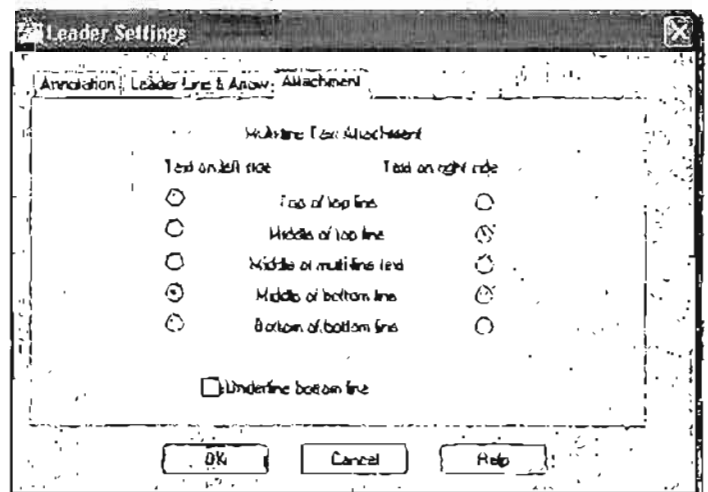 Leader Settings
Annotation Leader Line & Arrow Attachment
Multi-line Text Attachment
Text on left side Text on right side
Top of top line
Middle of top line
Middle of multi-line text
Middle of bottom line
Bottom of bottom line
Underline bottom line
OK Cancel Help